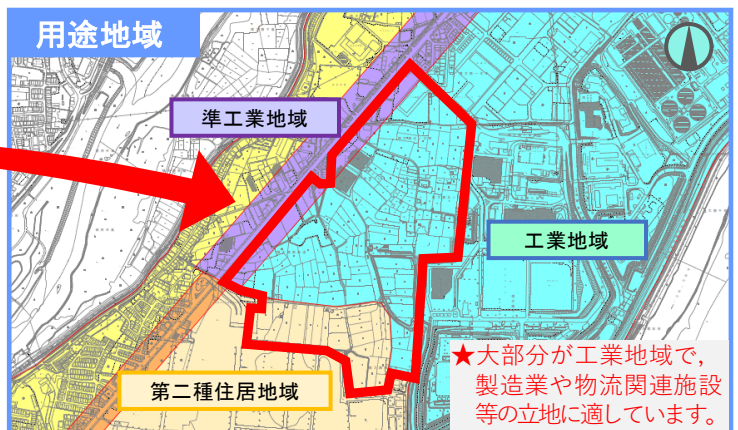 用途地域
準工業地域
工業地域
第二種住居地域
★大部分が工業地域で，
製造業や物流関連施設
等の立地に適しています。